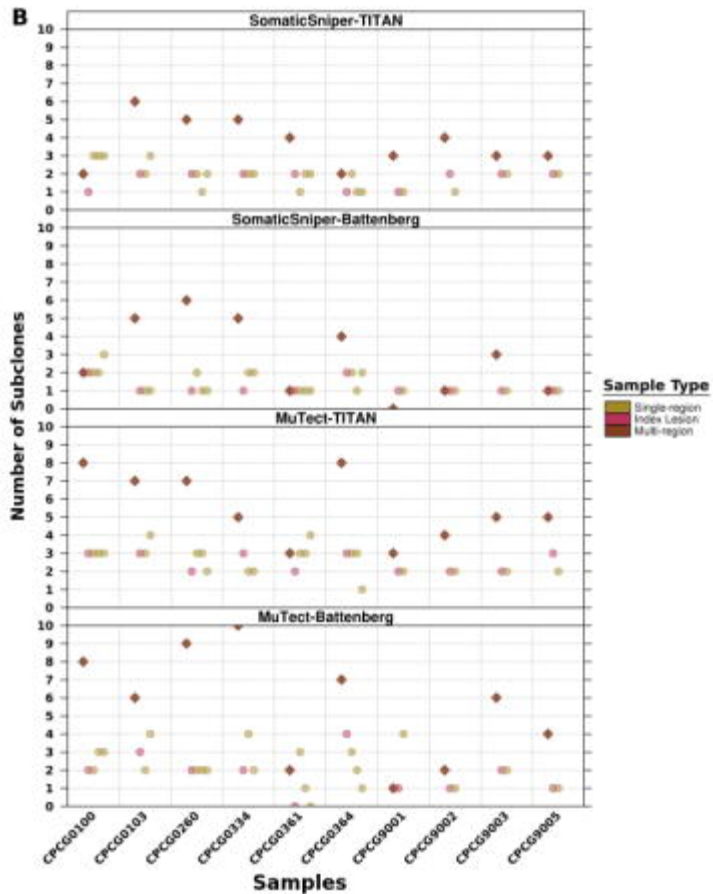 B
SomaticSniper-TITAN
10
9
8
7
6
5
4
3
2
1
0
SomaticSniper-Battenberg
10
9
8
7
6
5
4
3
2
1
0
MuTect-TITAN
10
9
8
7
6
5
4
3
2
1
0
MuTect-Battenberg
10
9
8
7
6
5
4
3
2
1
0
Number of Subclones
CPCG0100
CPCG0103
CPCG0260
CPCG0334
CPCG0361
CPCG0364
CPCG9001
CPCG9002
CPCG9003
CPCG9005
Samples
Sample Type
Single-region
Index Lesion
Multi-region